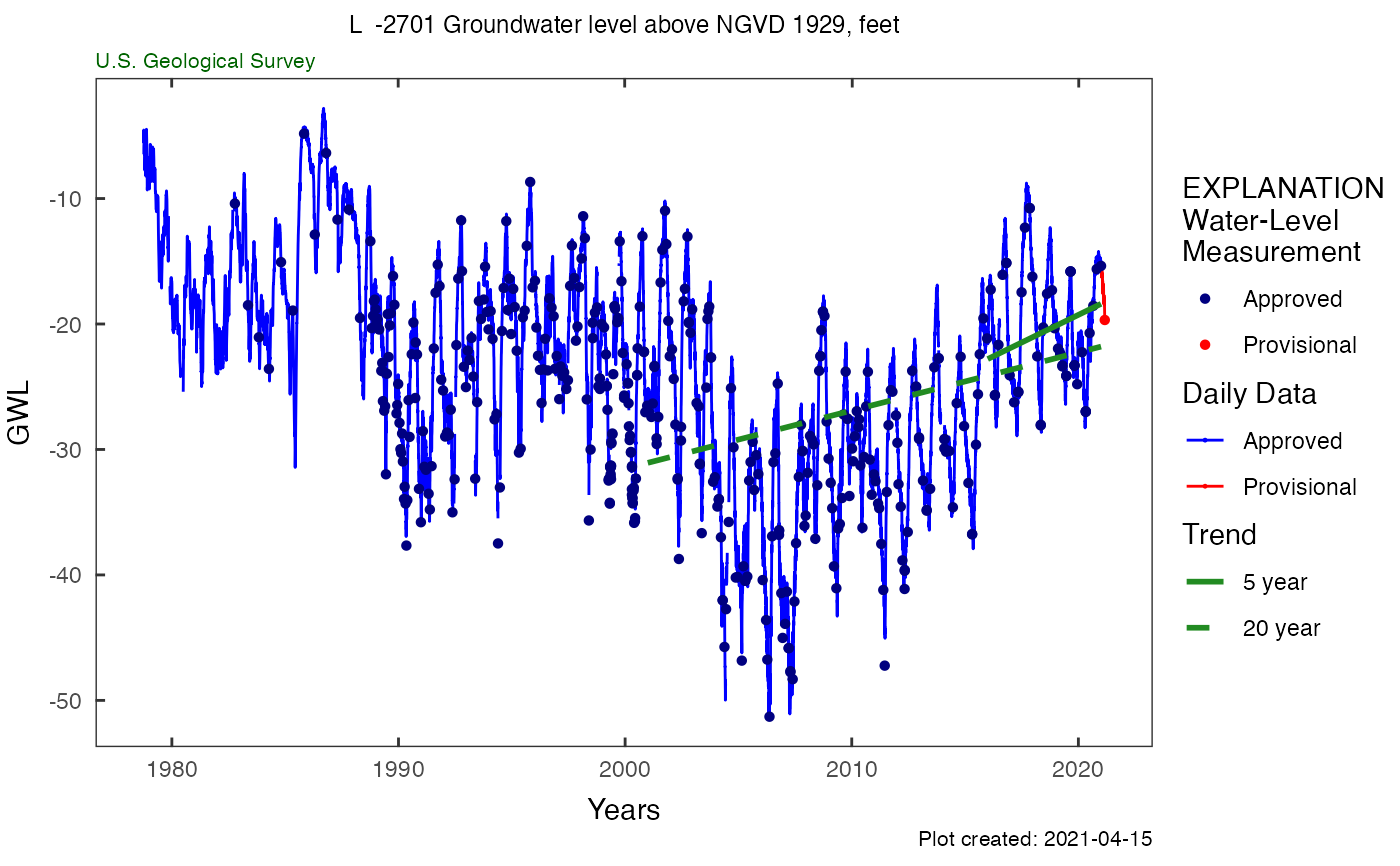 L  -2701 Groundwater level above NGVD 1929, feet
U.S. Geological Survey
GWL
-10
-20
-30
-40
-50
1980
1990
2000
2010
2020
Years
EXPLANATION
Water-Level
Measurement
Approved
Provisional
Daily Data
Approved
Provisional
Trend
5 year
20 year
Plot created: 2021-04-15